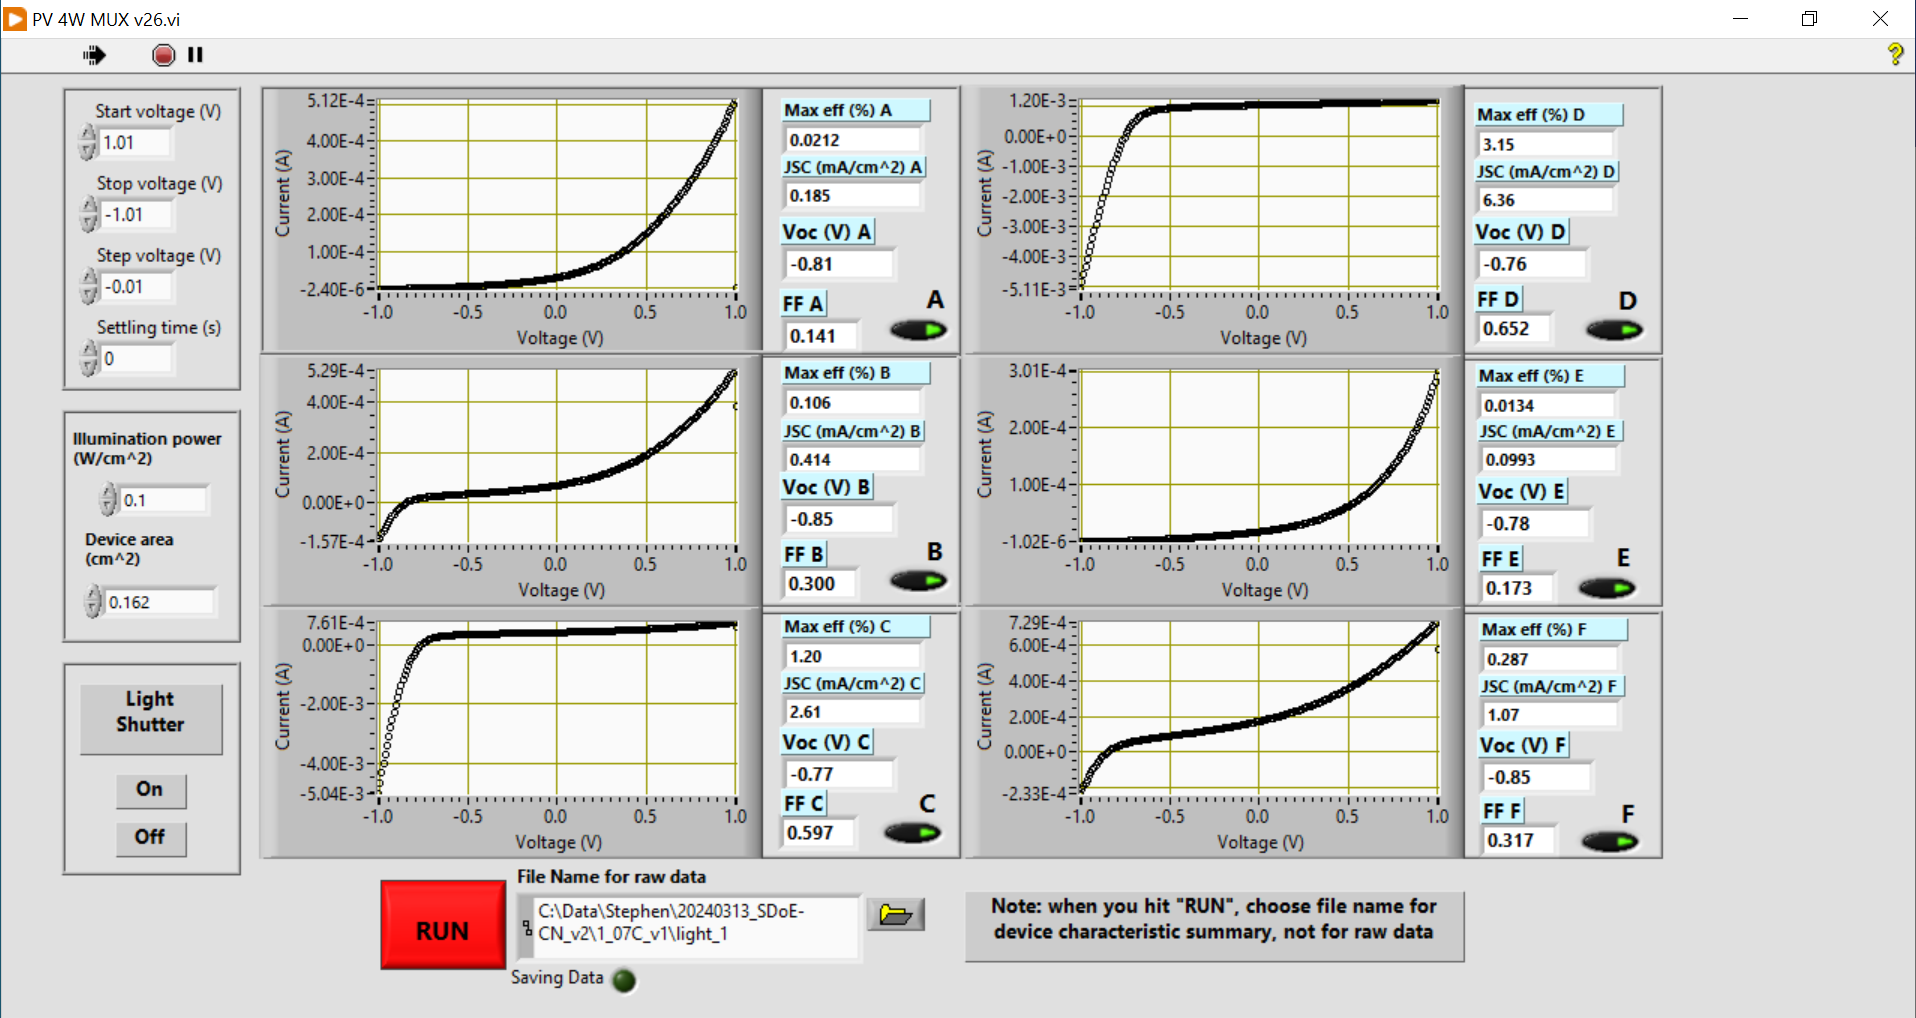 PV 4W MUX v26.vi
Start voltage (V)
1.01
Stop voltage (V)
-1.01
Step voltage (V)
-0.01
Settling time (s)
0
Illumination power
(W/cm^2)
0.1
Device area
(cm^2)
0.162
Light
Shutter
On
Off
5.12E-4
4.00E-4
3.00E-4
2.00E-4
1.00E-4
-2.40E-6
Current (A)
-1.0 -0.5 0.0 0.5 1.0
Voltage (V)
Max eff (%) A
0.0212
JSC (mA/cm^2) A
0.185
Voc (V) A
-0.81
FF A
0.141
A
5.29E-4
4.00E-4
2.00E-4
0.00E+0
-1.57E-4
Current (A)
-1.0 -0.5 0.0 0.5 1.0
Voltage (V)
Max eff (%) B
0.106
JSC (mA/cm^2) B
0.414
Voc (V) B
-0.85
FF B
0.300
B
7.61E-4
0.00E+0
-2.00E-3
-4.00E-3
-5.04E-3
Current (A)
-1.0 -0.5 0.0 0.5 1.0
Voltage (V)
Max eff (%) C
1.20
JSC (mA/cm^2) C
2.61
Voc (V) C
-0.77
FF C
0.597
C
1.20E-3
0.00E+0
-1.00E-3
-2.00E-3
-3.00E-3
-4.00E-3
-5.11E-3
Current (A)
-1.0 -0.5 0.0 0.5 1.0
Voltage (V)
Max eff (%) D
3.15
JSC (mA/cm^2) D
6.36
Voc (V) D
-0.76
FF D
0.652
D
3.01E-4
2.00E-4
1.00E-4
-1.02E-6
Current (A)
-1.0 -0.5 0.0 0.5 1.0
Voltage (V)
Max eff (%) E
0.0134
JSC (mA/cm^2) E
0.0993
Voc (V) E
-0.78
FF E
0.173
E
7.29E-4
6.00E-4
4.00E-4
2.00E-4
0.00E+0
-2.33E-4
Current (A)
-1.0 -0.5 0.0 0.5 1.0
Voltage (V)
Max eff (%) F
0.287
JSC (mA/cm^2) F
1.07
Voc (V) F
-0.85
FF F
0.317
F
RUN
File Name for raw data
C:\Data\Stephen\20240313_SDoE-
CN_v2\1_07C_v1\light_1
Saving Data
Note: when you hit "RUN", choose file name for
device characteristic summary, not for raw data